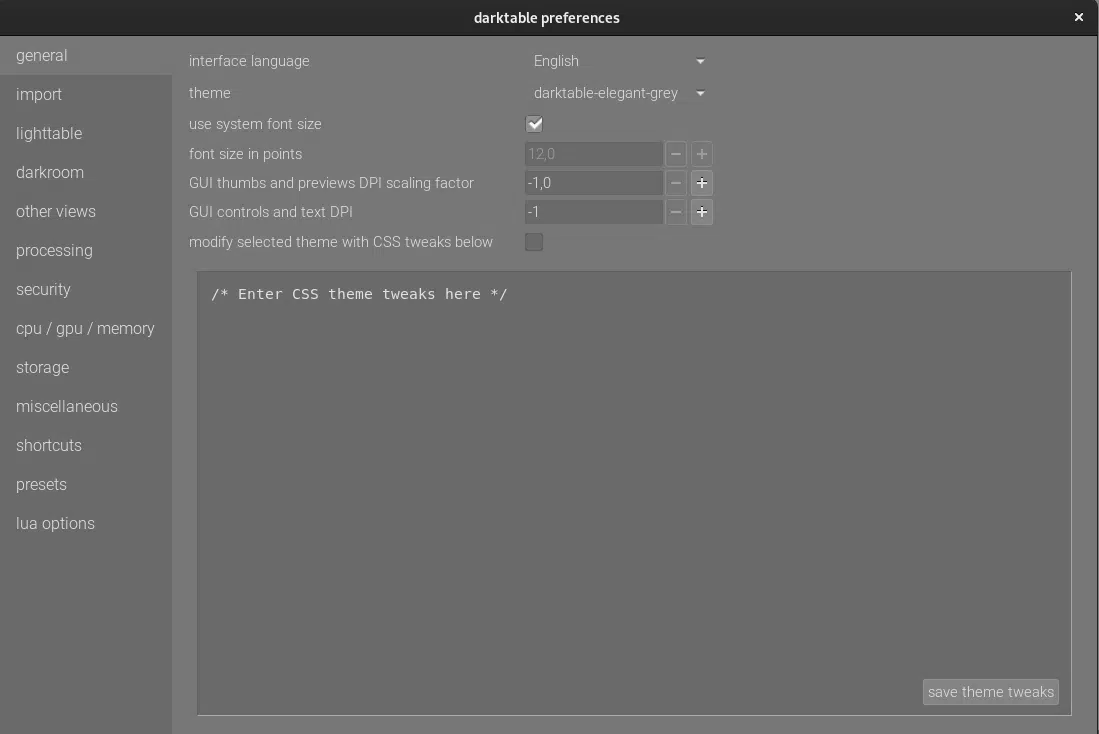 darktable preferences
general
import
lighttable
darkroom
other views
processing
security
cpu / gpu / memory
storage
miscellaneous
shortcuts
presets
lua options
interface language English
theme darktable-elegant-grey
use system font size
font size in points 12,0
GUI thumbs and previews DPI scaling factor -1,0
GUI controls and text DPI -1
modify selected theme with CSS tweaks below
/* Enter CSS theme tweaks here */
save theme tweaks